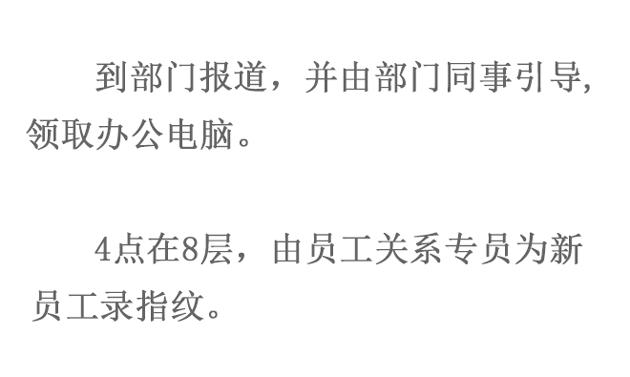 到部门报道，并由部门同事引导,
领取办公电脑。
4点在8层，由员工关系专员为新
员工录指纹。